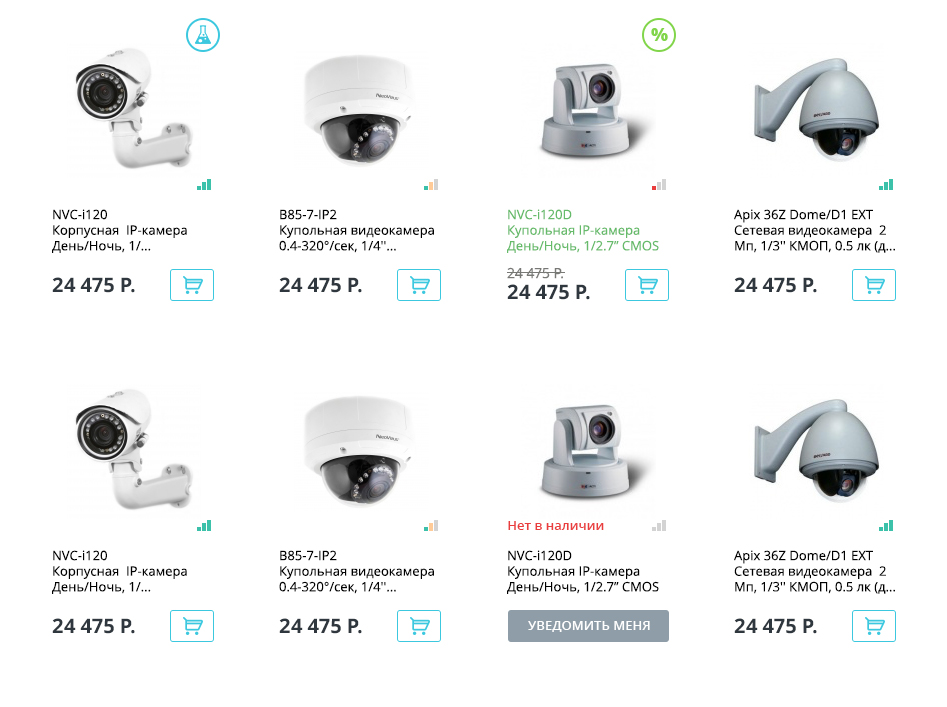 %
NVC-i120
Корпусная IP-камера
День/Ночь, 1/...
24 475 Р.
B85-7-IP2
Купольная видеокамера
0.4-320°/сек, 1/4''...
24 475 Р.
NVC-i120D
Купольная IP-камера
День/Ночь, 1/2.7” CMOS
24 475 Р.
24 475 Р.
Apix 36Z Dome/D1 EXT
Сетевая видеокамера 2
Мп, 1/3'' КМОП, 0.5 лк (д...
24 475 Р.
NVC-i120
Корпусная IP-камера
День/Ночь, 1/...
24 475 Р.
B85-7-IP2
Купольная видеокамера
0.4-320°/сек, 1/4''...
24 475 Р.
Нет в наличии
NVC-i120D
Купольная IP-камера
День/Ночь, 1/2.7” CMOS
УВЕДОМИТЬ МЕНЯ
Apix 36Z Dome/D1 EXT
Сетевая видеокамера 2
Мп, 1/3'' КМОП, 0.5 лк (д...
24 475 Р.